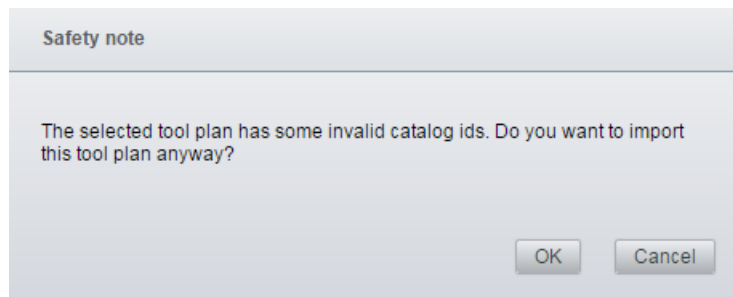 Safety note
The selected tool plan has some invalid catalog ids. Do you want to import
this tool plan anyway?
OK Cancel